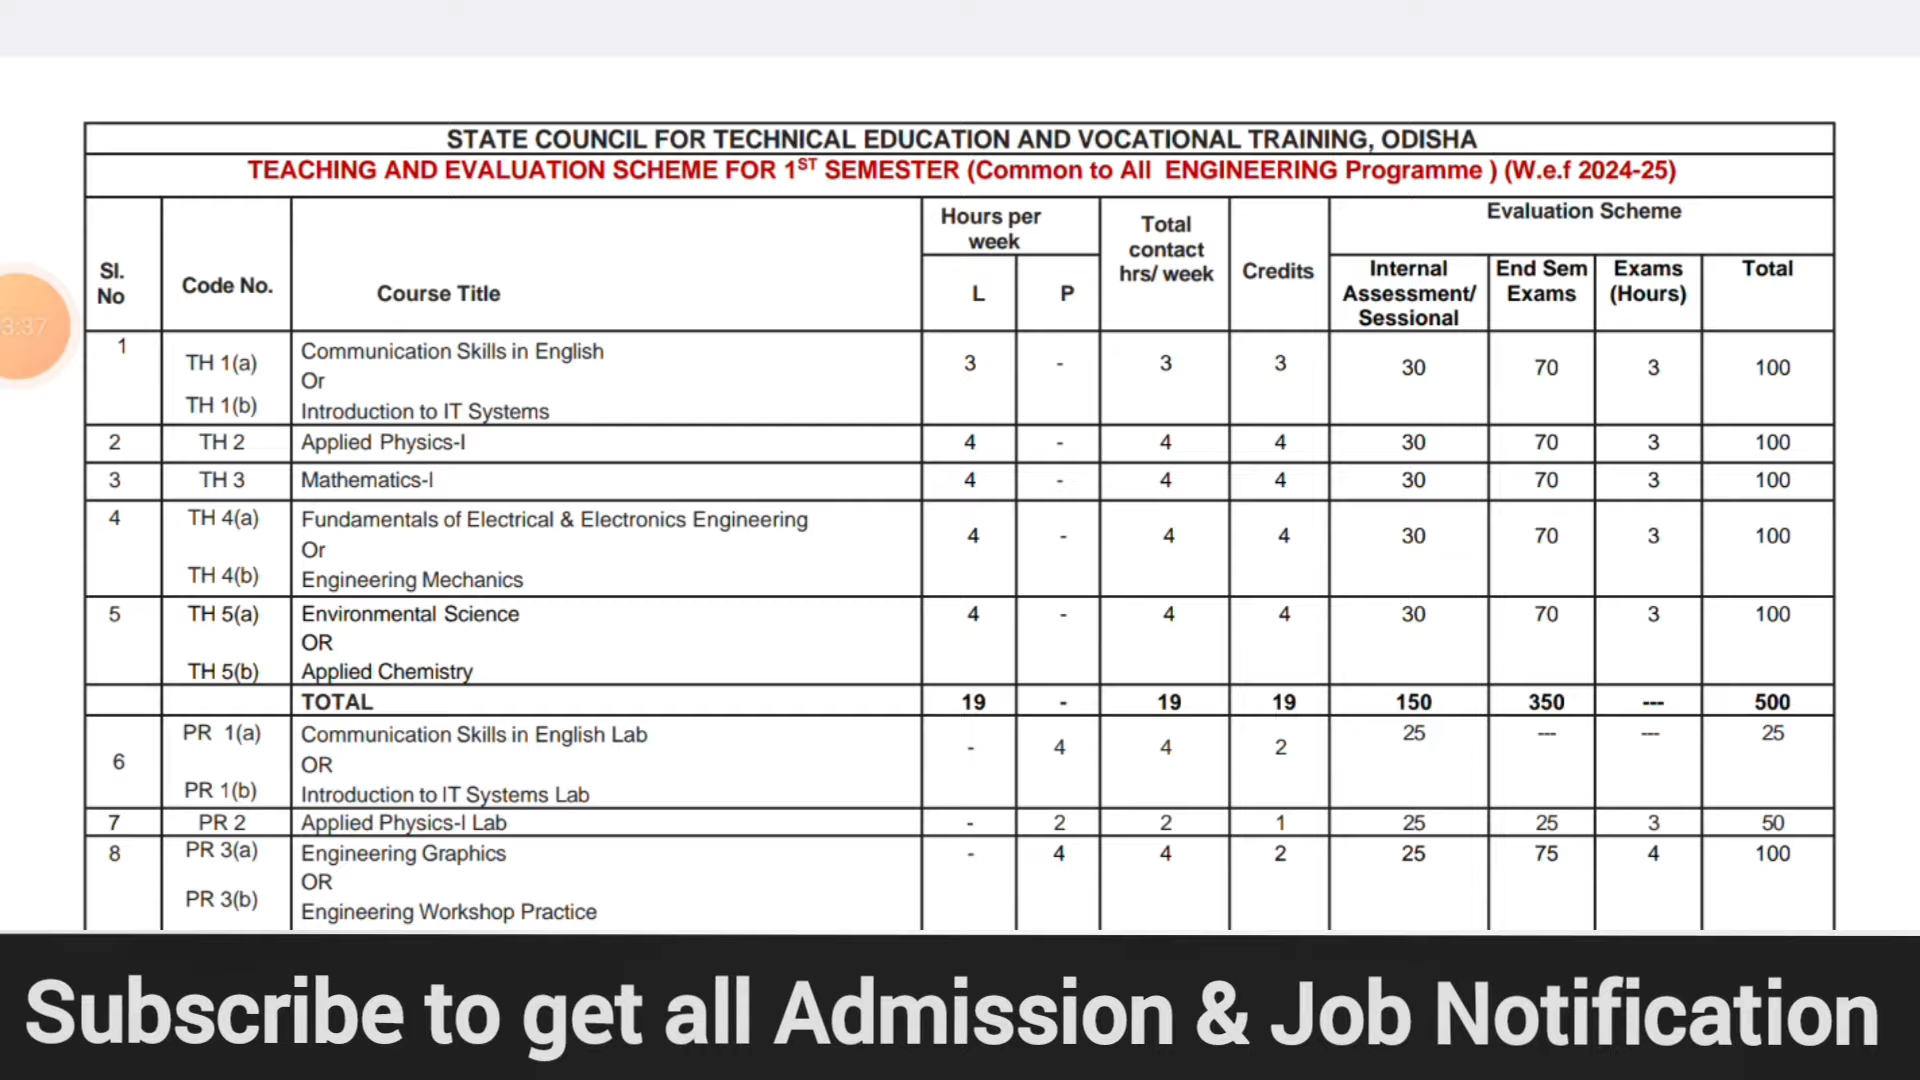 STATE COUNCIL FOR TECHNICAL EDUCATION AND VOCATIONAL TRAINING, ODISHA
TEACHING AND EVALUATION SCHEME FOR 1ST SEMESTER (Common to All ENGINEERING Programme ) (W.e.f 2024-25)
Sl. No Code No. Course Title Hours per week L P Total contact hrs/ week Credits Evaluation Scheme Internal Assessment/ Sessional End Sem Exams Exams (Hours) Total
1 TH 1(a) Communication Skills in English 3 - 3 3 30 70 3 100
Or
TH 1(b) Introduction to IT Systems
2 TH 2 Applied Physics-I 4 - 4 4 30 70 3 100
3 TH 3 Mathematics-I 4 - 4 4 30 70 3 100
4 TH 4(a) Fundamentals of Electrical & Electronics Engineering 4 - 4 4 30 70 3 100
Or
TH 4(b) Engineering Mechanics
5 TH 5(a) Environmental Science 4 - 4 4 30 70 3 100
OR
TH 5(b) Applied Chemistry
TOTAL 19 - 19 19 150 350 --- 500
6 PR 1(a) Communication Skills in English Lab - 4 4 2 25 --- --- 25
OR
PR 1(b) Introduction to IT Systems Lab
7 PR 2 Applied Physics-I Lab - 2 2 1 25 25 3 50
8 PR 3(a) Engineering Graphics - 4 4 2 25 75 4 100
OR
PR 3(b) Engineering Workshop Practice
3:37
Subscribe to get all Admission & Job Notification